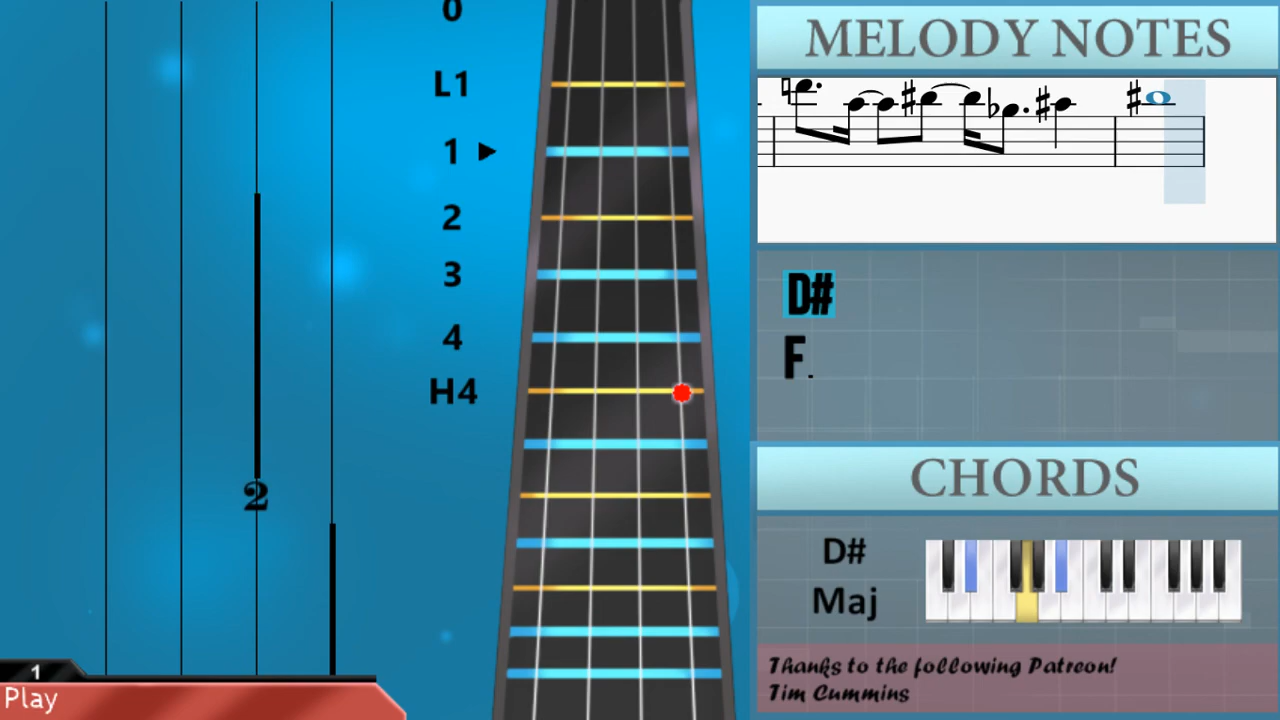 0
L1
1
2
3
4
H4
2
1
Play
MELODY NOTES
D#
F.
CHORDS
D#
Maj
Thanks to the following Patreon!
Tim Cummins